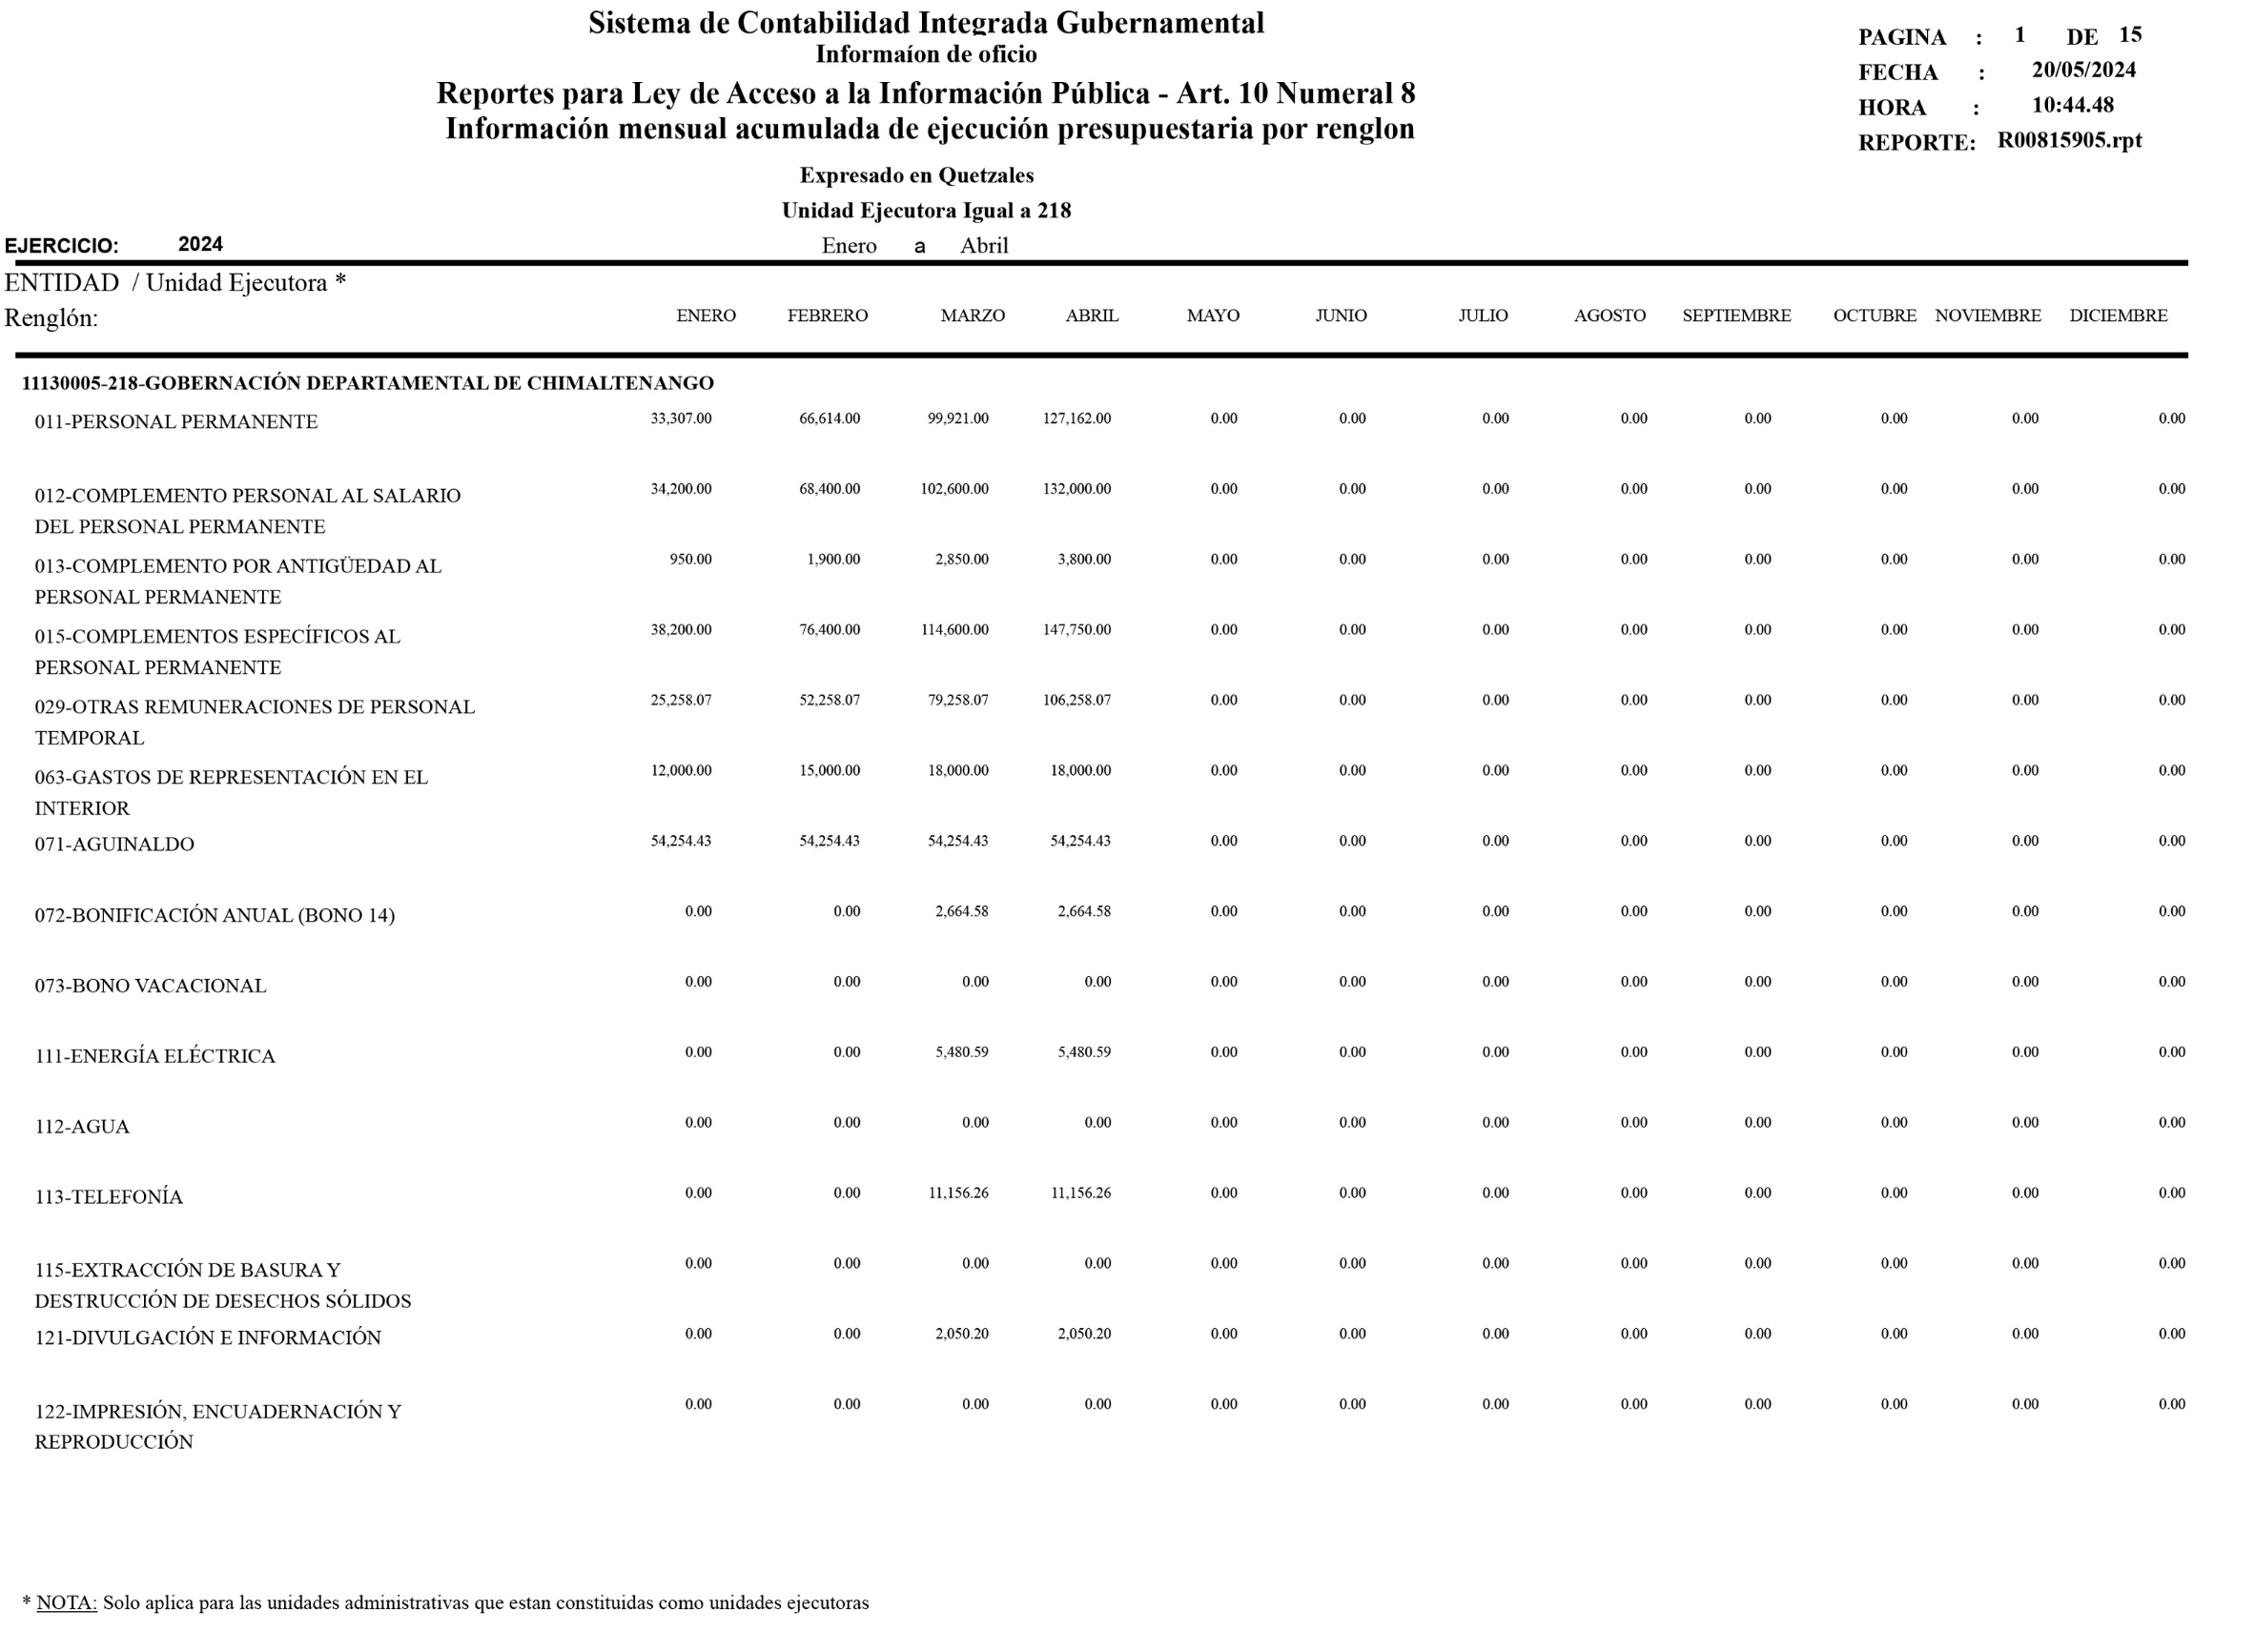 Sistema de Contabilidad Integrada Gubernamental
Informaíon de oficio
Reportes para Ley de Acceso a la Información Pública - Art. 10 Numeral 8
Información mensual acumulada de ejecución presupuestaria por renglon
Expresado en Quetzales
Unidad Ejecutora Igual a 218
PAGINA : 1 DE 15
FECHA : 20/05/2024
HORA : 10:44.48
REPORTE: R00815905.rpt
EJERCICIO: 2024 Enero a Abril
ENTIDAD / Unidad Ejecutora *
Renglón: ENERO FEBRERO MARZO ABRIL MAYO JUNIO JULIO AGOSTO SEPTIEMBRE OCTUBRE NOVIEMBRE DICIEMBRE
11130005-218-GOBERNACIÓN DEPARTAMENTAL DE CHIMALTENANGO
011-PERSONAL PERMANENTE 33,307.00 66,614.00 99,921.00 127,162.00 0.00 0.00 0.00 0.00 0.00 0.00 0.00 0.00
012-COMPLEMENTO PERSONAL AL SALARIO 34,200.00 68,400.00 102,600.00 132,000.00 0.00 0.00 0.00 0.00 0.00 0.00 0.00 0.00
DEL PERSONAL PERMANENTE
013-COMPLEMENTO POR ANTIGÜEDAD AL 950.00 1,900.00 2,850.00 3,800.00 0.00 0.00 0.00 0.00 0.00 0.00 0.00 0.00
PERSONAL PERMANENTE
015-COMPLEMENTOS ESPECÍFICOS AL 38,200.00 76,400.00 114,600.00 147,750.00 0.00 0.00 0.00 0.00 0.00 0.00 0.00 0.00
PERSONAL PERMANENTE
029-OTRAS REMUNERACIONES DE PERSONAL 25,258.07 52,258.07 79,258.07 106,258.07 0.00 0.00 0.00 0.00 0.00 0.00 0.00 0.00
TEMPORAL
063-GASTOS DE REPRESENTACIÓN EN EL 12,000.00 15,000.00 18,000.00 18,000.00 0.00 0.00 0.00 0.00 0.00 0.00 0.00 0.00
INTERIOR
071-AGUINALDO 54,254.43 54,254.43 54,254.43 54,254.43 0.00 0.00 0.00 0.00 0.00 0.00 0.00 0.00
072-BONIFICACIÓN ANUAL (BONO 14) 0.00 0.00 2,664.58 2,664.58 0.00 0.00 0.00 0.00 0.00 0.00 0.00 0.00
073-BONO VACACIONAL 0.00 0.00 0.00 0.00 0.00 0.00 0.00 0.00 0.00 0.00 0.00 0.00
111-ENERGÍA ELÉCTRICA 0.00 0.00 5,480.59 5,480.59 0.00 0.00 0.00 0.00 0.00 0.00 0.00 0.00
112-AGUA 0.00 0.00 0.00 0.00 0.00 0.00 0.00 0.00 0.00 0.00 0.00 0.00
113-TELEFONÍA 0.00 0.00 11,156.26 11,156.26 0.00 0.00 0.00 0.00 0.00 0.00 0.00 0.00
115-EXTRACCIÓN DE BASURA Y 0.00 0.00 0.00 0.00 0.00 0.00 0.00 0.00 0.00 0.00 0.00 0.00
DESTRUCCIÓN DE DESECHOS SÓLIDOS
121-DIVULGACIÓN E INFORMACIÓN 0.00 0.00 2,050.20 2,050.20 0.00 0.00 0.00 0.00 0.00 0.00 0.00 0.00
122-IMPRESIÓN, ENCUADERNACIÓN Y 0.00 0.00 0.00 0.00 0.00 0.00 0.00 0.00 0.00 0.00 0.00 0.00
REPRODUCCIÓN
* NOTA: Solo aplica para las unidades administrativas que estan constituidas como unidades ejecutoras